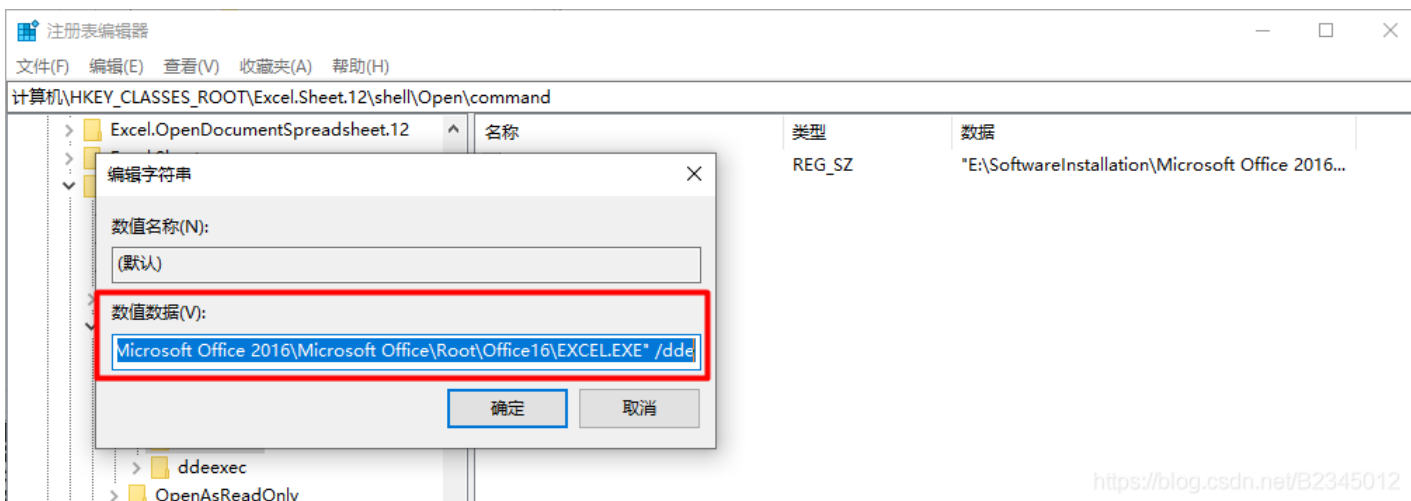 注册表编辑器
文件(F) 编辑(E) 查看(V) 收藏夹(A) 帮助(H)
计算机\HKEY_CLASSES_ROOT\Excel.Sheet.12\shell\Open\command
Excel.OpenDocumentSpreadsheet.12
名称 类型 数据
REG_SZ "E:\SoftwareInstallation\Microsoft Office 2016...
编辑字符串
数值名称(N):
(默认)
数值数据(V):
Microsoft Office 2016\Microsoft Office\Root\Office16\EXCEL.EXE" /dde
确定 取消
ddeexec
OpenAsReadOnly
https://blog.csdn.net/B2345012